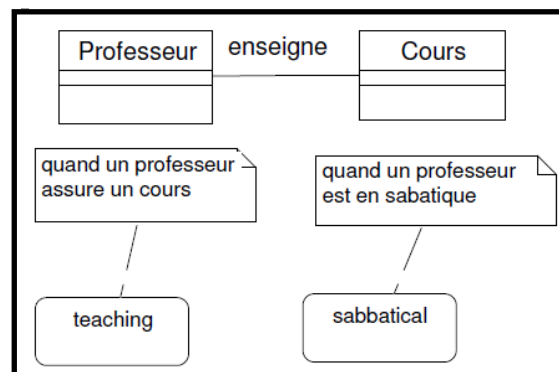 Professeur
enseigne
Cours
quand un professeur
assure un cours
quand un professeur
est en sabatique
teaching
sabbatical